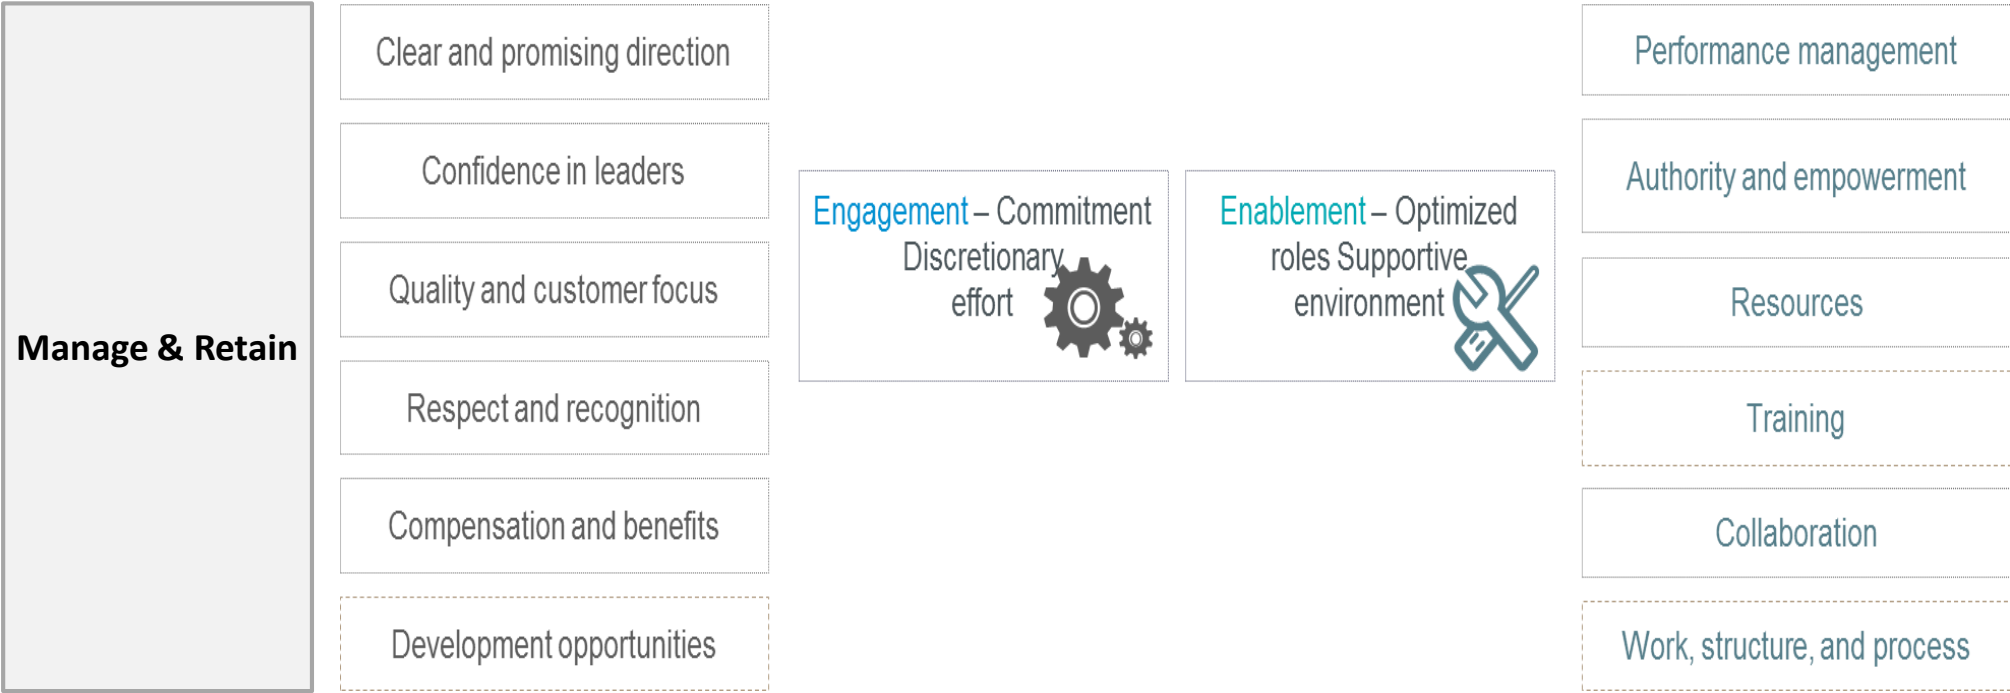 Manage & Retain
Clear and promising direction
Confidence in leaders
Quality and customer focus
Respect and recognition
Compensation and benefits
Development opportunities
Engagement – Commitment
Discretionary
effort
Enablement – Optimized
roles Supportive
environment
Performance management
Authority and empowerment
Resources
Training
Collaboration
Work, structure, and process